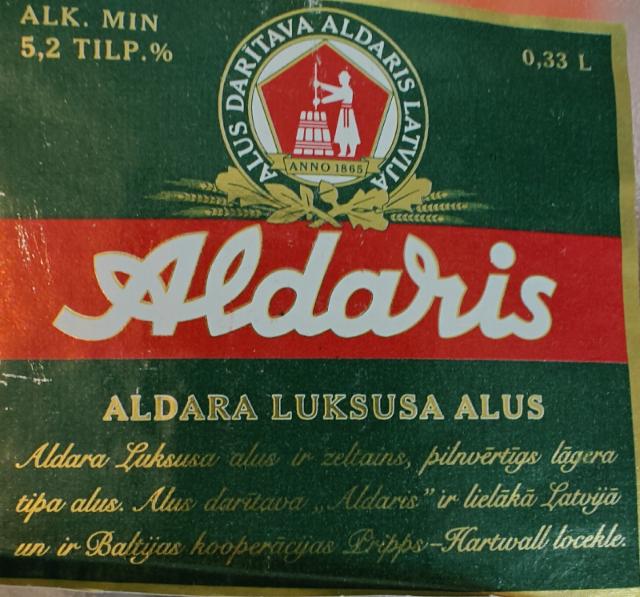 ALK. MIN
5,2 TILP.%
0,33 L
ALUS DARĪTAVA ALDARIS LATVIJĀ
ANNO 1865
Aldaris
ALDARA LUKSUSA ALUS
Aldara Luksusa alus ir zeltains, pilnvērtīgs lāgera
tipa alus. Alus darītava „Aldaris" ir lielākā Latvijā
un ir Baltijas kooperācijas Pripps-Hartwall locekle.